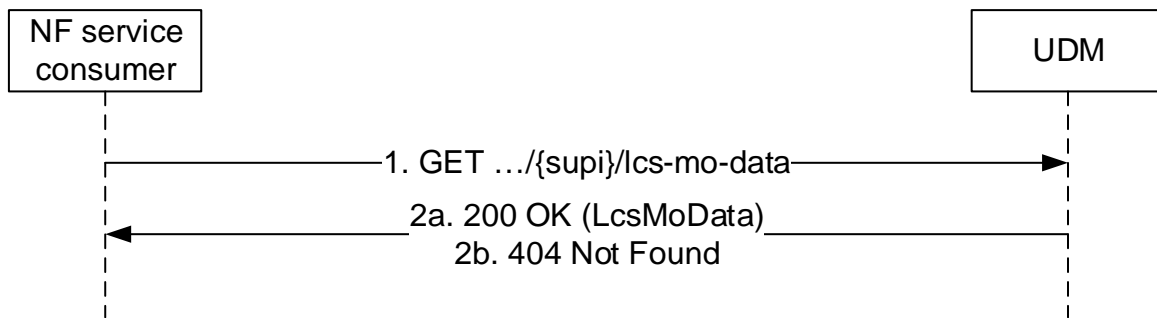 NF service
consumer
UDM
1. GET …/{supi}/lcs-mo-data
2a. 200 OK (LcsMoData)
2b. 404 Not Found